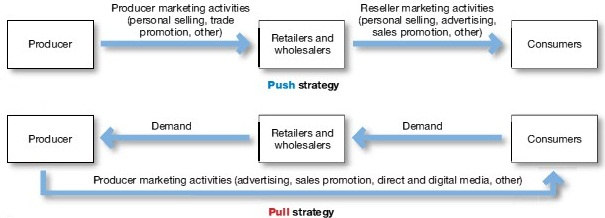 Producer marketing activities
(personal selling, trade
promotion, other)
Reseller marketing activities
(personal selling, advertising,
sales promotion, other)
Producer
Retailers and
wholesalers
Consumers
Push strategy
Producer
Demand
Retailers and
wholesalers
Demand
Consumers
Producer marketing activities (advertising, sales promotion, direct and digital media, other)
Pull strategy